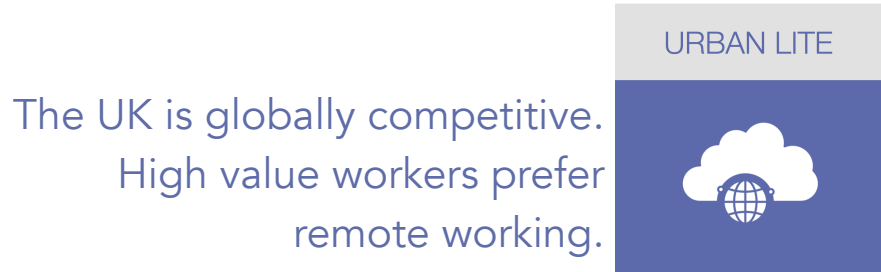 URBAN LITE
The UK is globally competitive.
High value workers prefer
remote working.